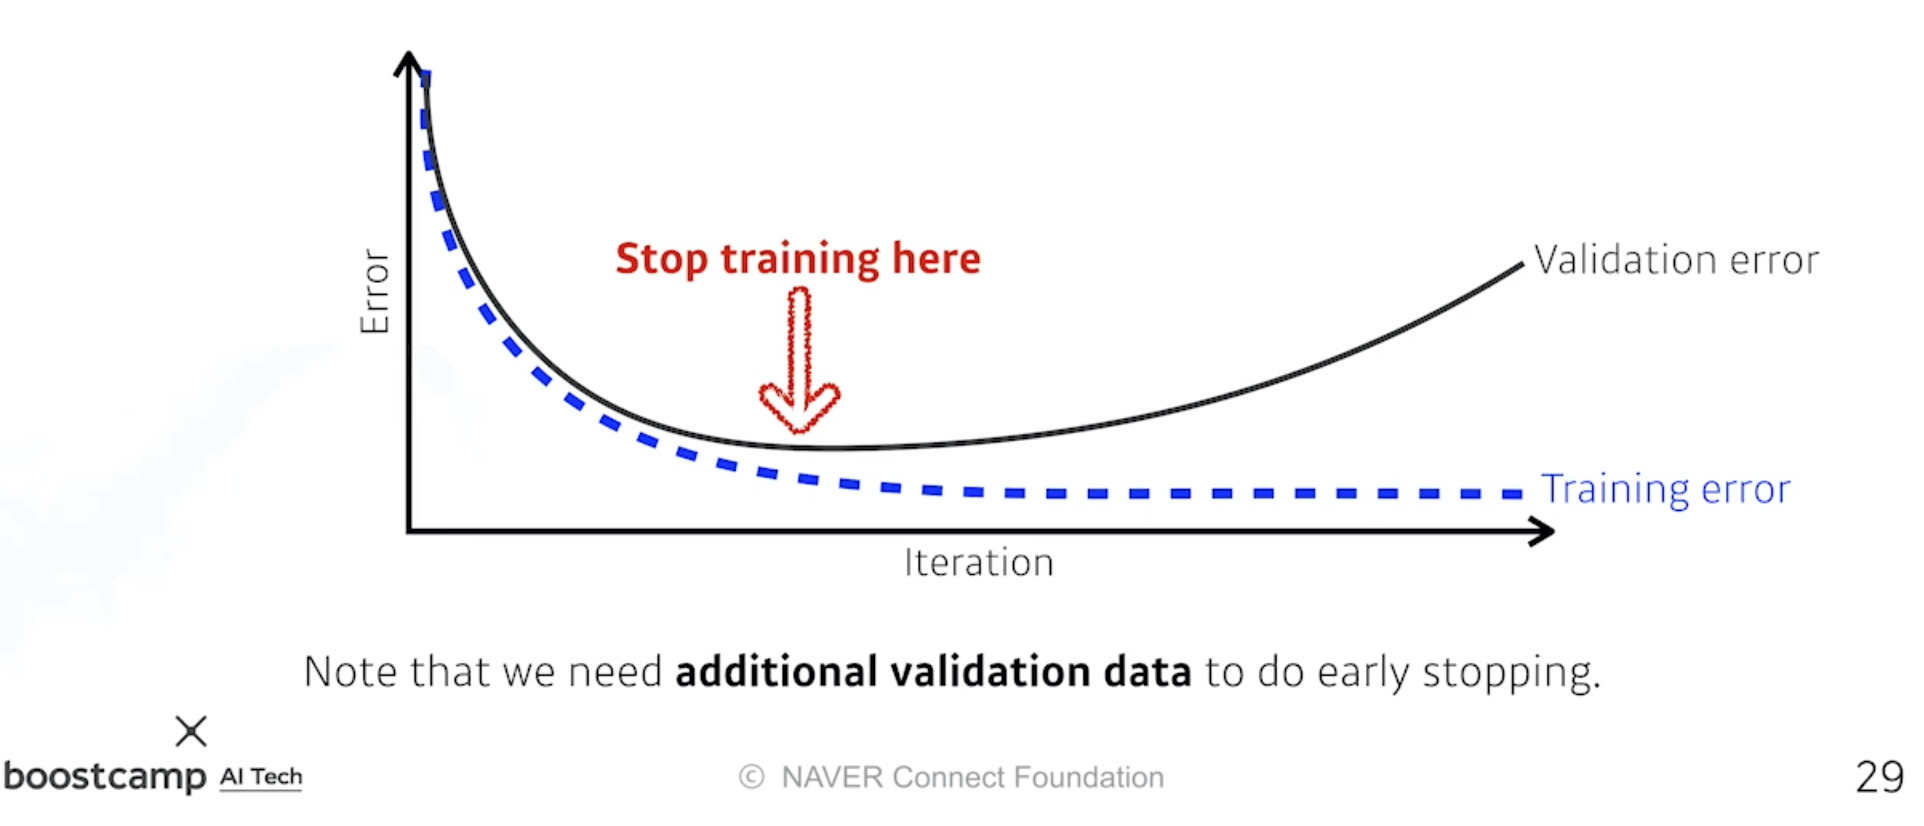 Error
Stop training here
Validation error
Training error
Iteration
Note that we need additional validation data to do early stopping.
boostcamp AI Tech
© NAVER Connect Foundation
29